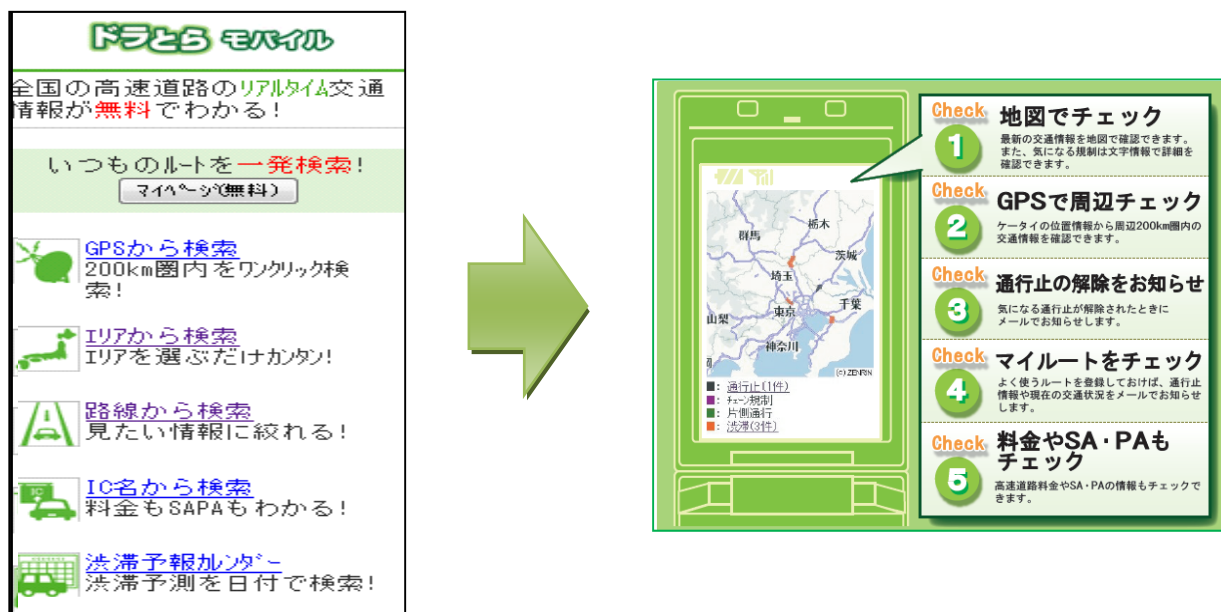 ドラとら モバイル
全国の高速道路のﾘｱﾙﾀｲﾑ交通
情報が無料でわかる!
いつものﾙｰﾄを一発検索!
ﾏｲﾍﾟｰｼﾞ(無料)
GPSから検索
200km圏内をﾜﾝｸﾘｯｸ検
索!
ｴﾘｱから検索
ｴﾘｱを選ぶだけｶﾝﾀﾝ!
路線から検索
見たい情報に絞れる!
IC
IC名から検索
料金もSAPAもわかる!
渋滞予報ｶﾚﾝﾀﾞｰ
渋滞予測を日付で検索!
群馬
栃木
茨城
埼玉
山梨
東京
千葉
神奈川
(C) ZENRIN
■: 通行止(1件)
■: ﾁｪｰﾝ規制
■: 片側通行
■: 渋滞(3件)
Check 1
地図でチェック
最新の交通情報を地図で確認できます。
また、気になる規制は文字情報で詳細を
確認できます。
Check 2
GPSで周辺チェック
ケータイの位置情報から周辺200km圏内の
交通情報を確認できます。
Check 3
通行止の解除をお知らせ
気になる通行止が解除されたときに
メールでお知らせします。
Check 4
マイルートをチェック
よく使うルートを登録しておけば、通行止
情報や現在の交通状況をメールでお知らせ
します。
Check 5
料金やSA・PAも
チェック
高速道路料金やSA・PAの情報もチェックで
きます。